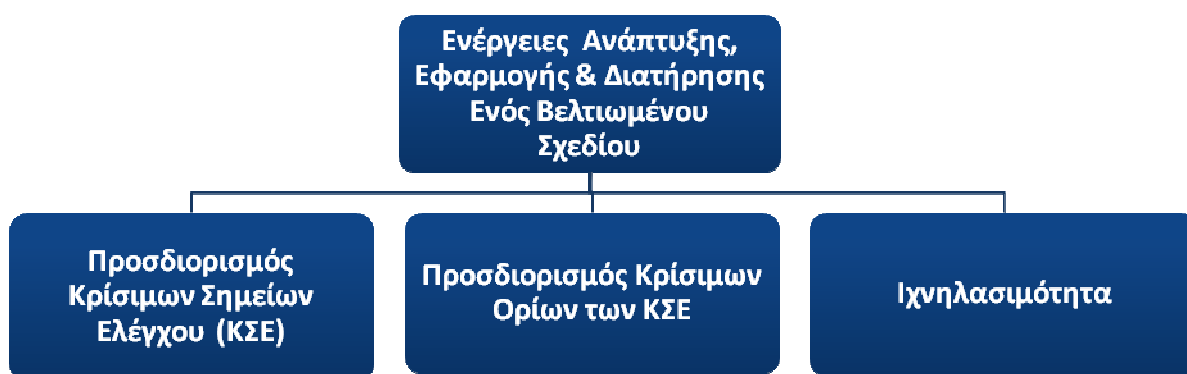 Ενέργειες Ανάπτυξης,
Εφαρμογής & Διατήρησης
Ενός Βελτιωμένου
Σχεδίου
Προσδιορισμός
Κρίσιμων Σημείων
Ελέγχου (ΚΣΕ)
Προσδιορισμός Κρίσιμων
Ορίων των ΚΣΕ
Ιχνηλασιμότητα